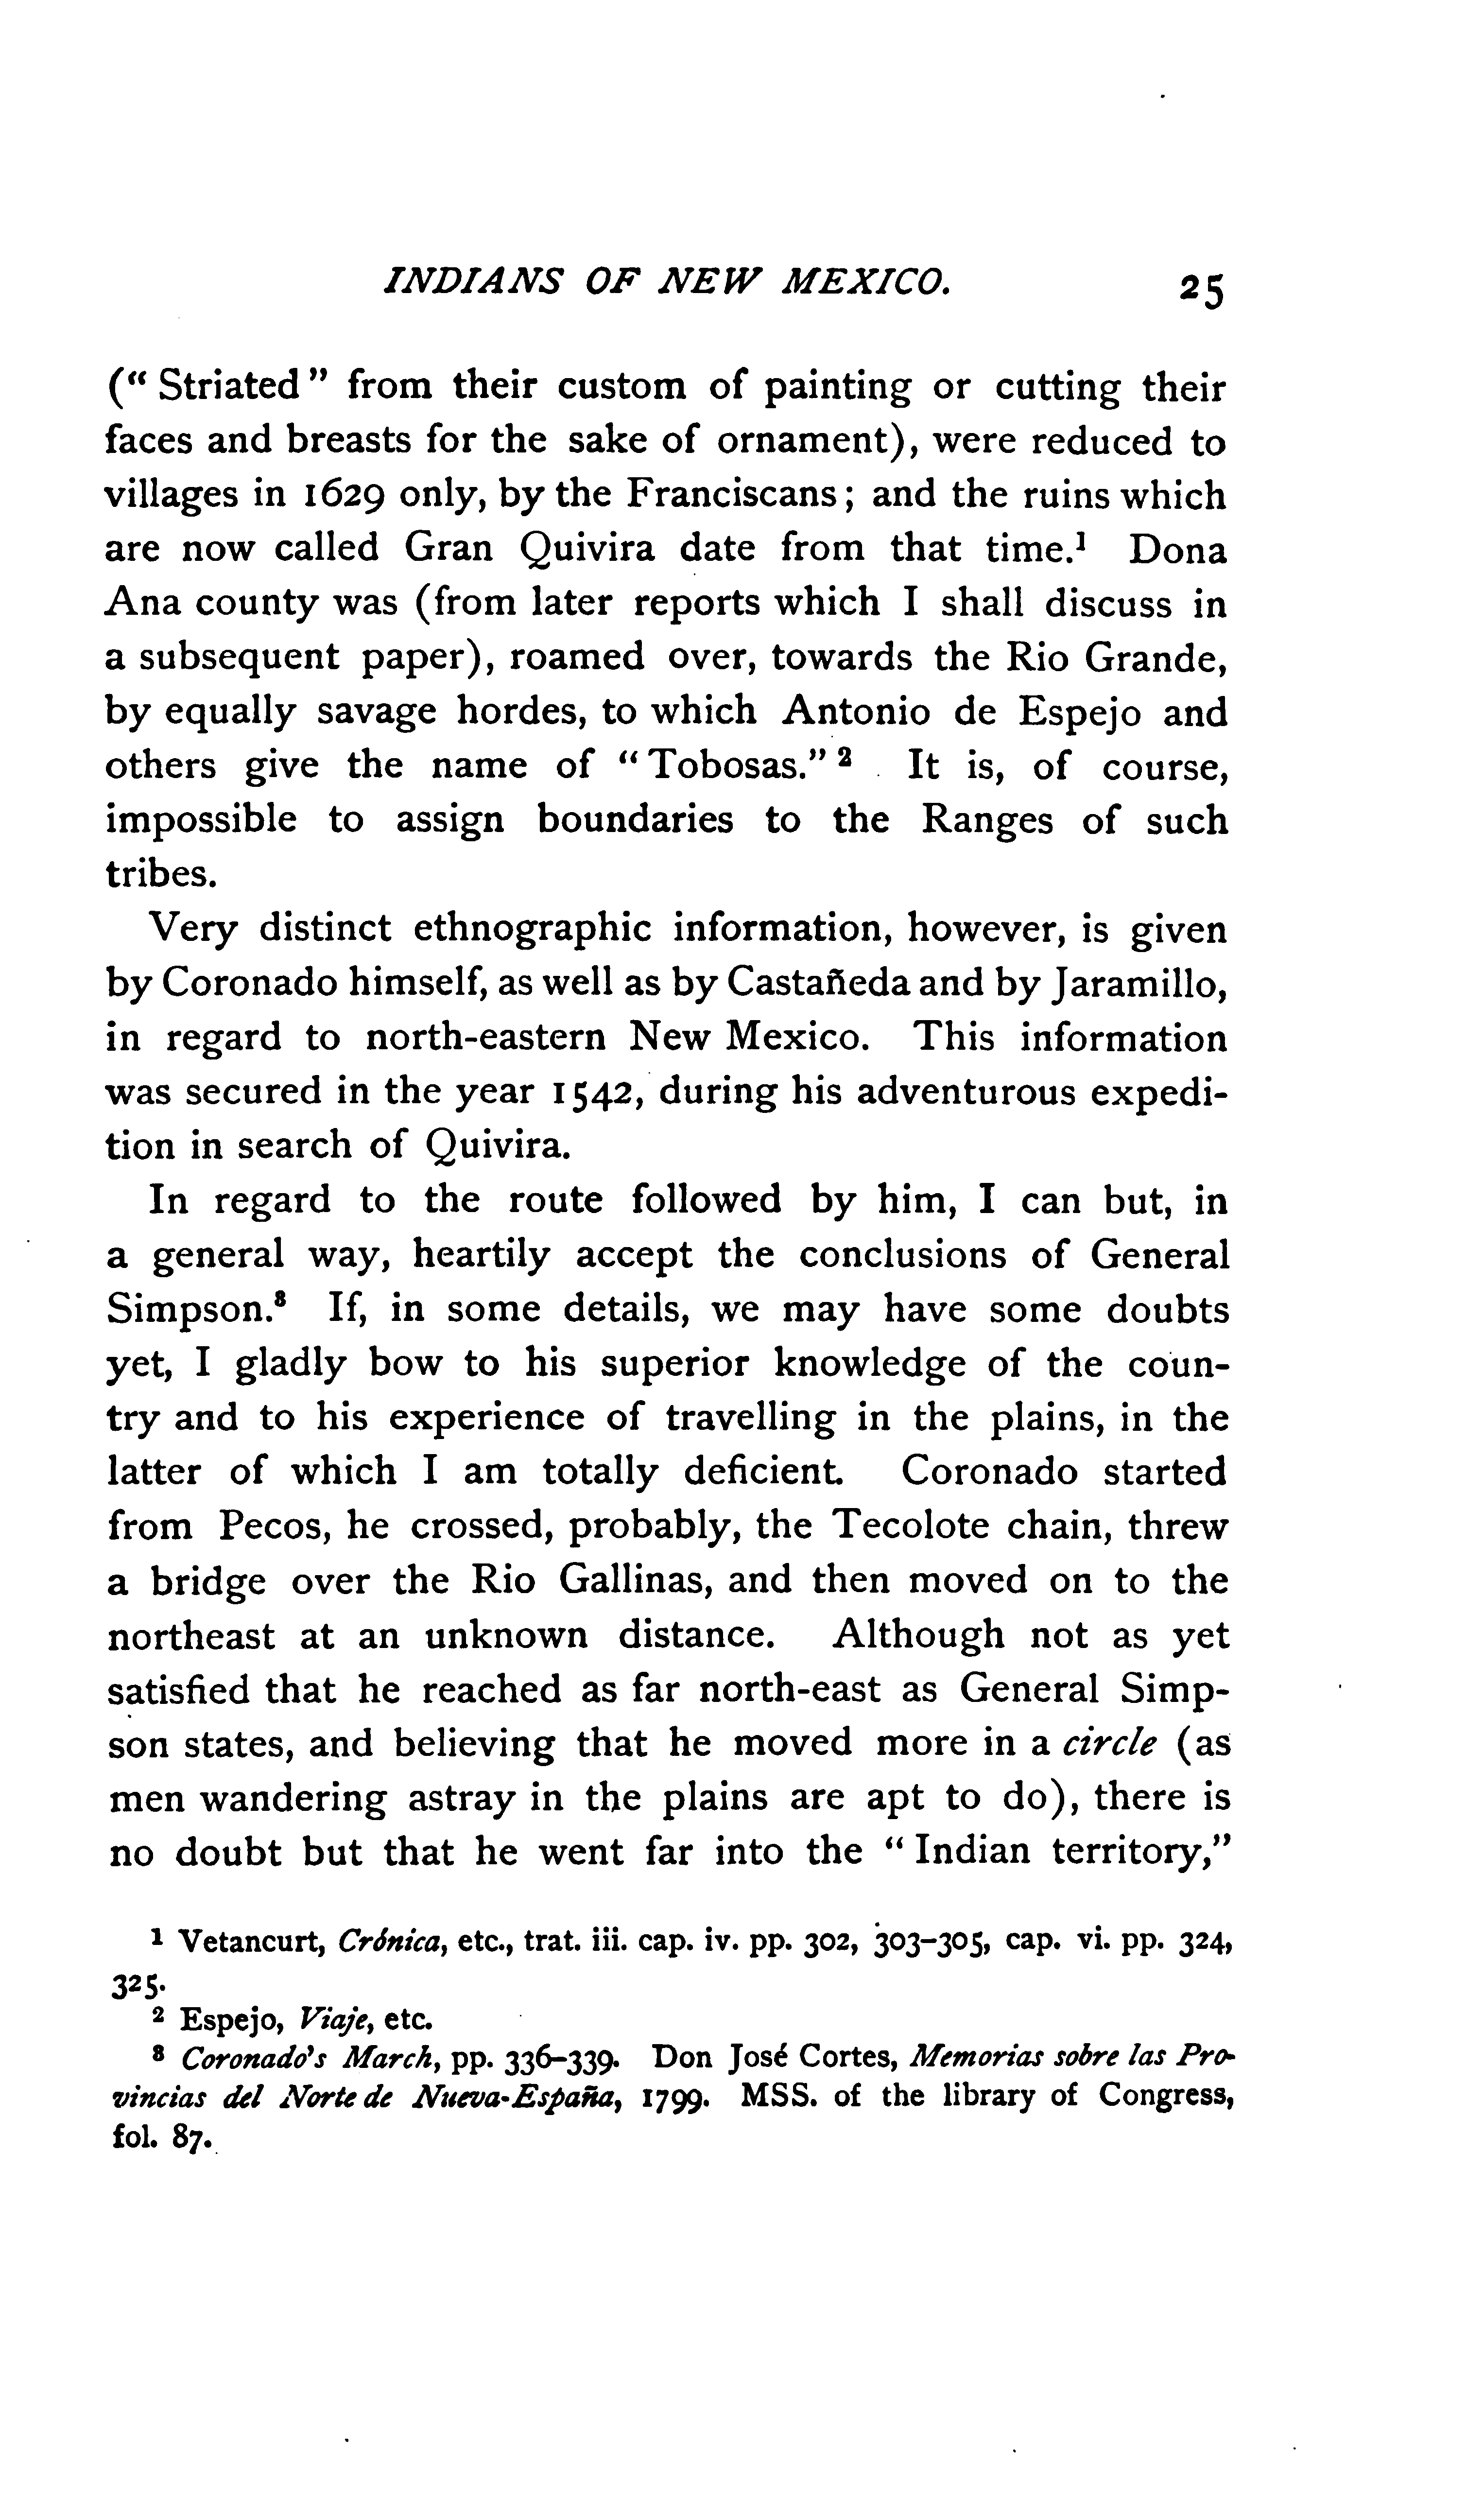 INDIANS OF NEW MEXICO. 25
(“Striated” from their custom of painting or cutting their
faces and breasts for the sake of ornament), were reduced to
villages in 1629 only, by the Franciscans; and the ruins which
are now called Gran Quivira date from that time.¹ Dona
Ana county was (from later reports which I shall discuss in
a subsequent paper), roamed over, towards the Rio Grande,
by equally savage hordes, to which Antonio de Espejo and
others give the name of “Tobosas.”² It is, of course,
impossible to assign boundaries to the Ranges of such
tribes.
Very distinct ethnographic information, however, is given
by Coronado himself, as well as by Castañeda and by Jaramillo,
in regard to north-eastern New Mexico. This information
was secured in the year 1542, during his adventurous expedi-
tion in search of Quivira.
In regard to the route followed by him, I can but, in
a general way, heartily accept the conclusions of General
Simpson.³ If, in some details, we may have some doubts
yet, I gladly bow to his superior knowledge of the coun-
try and to his experience of travelling in the plains, in the
latter of which I am totally deficient. Coronado started
from Pecos, he crossed, probably, the Tecolote chain, threw
a bridge over the Rio Gallinas, and then moved on to the
northeast at an unknown distance. Although not as yet
satisfied that he reached as far north-east as General Simp-
son states, and believing that he moved more in a circle (as
men wandering astray in the plains are apt to do), there is
no doubt but that he went far into the “Indian territory,”
¹ Vetancurt, Crónica, etc., trat. iii. cap. iv. pp. 302, 303–305, cap. vi. pp. 324,
325.
² Espejo, Viaje, etc.
³ Coronado's March, pp. 336–339. Don José Cortes, Memorias sobre las Pro-
vincias del Norte de Nueva-España, 1799. MSS. of the library of Congress,
fol. 87.